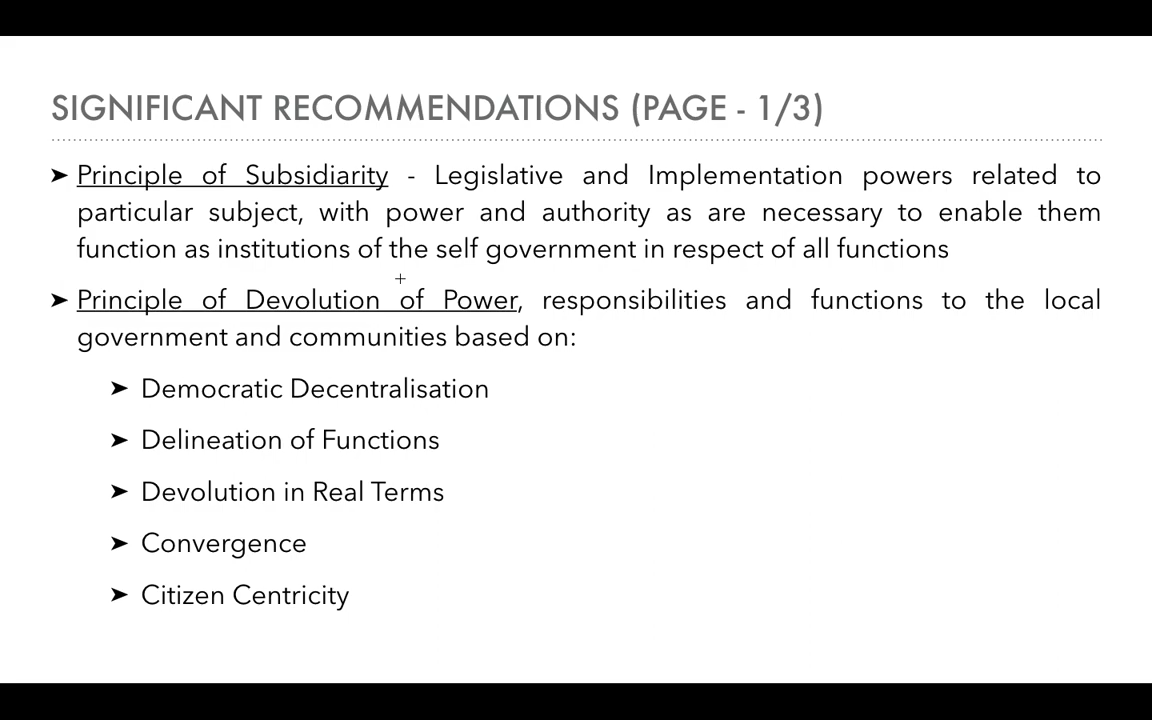 SIGNIFICANT RECOMMENDATIONS (PAGE - 1/3)
➤ Principle of Subsidiarity - Legislative and Implementation powers related to
particular subject, with power and authority as are necessary to enable them
function as institutions of the self government in respect of all functions
➤ Principle of Devolution of Power, responsibilities and functions to the local
government and communities based on:
➤ Democratic Decentralisation
➤ Delineation of Functions
➤ Devolution in Real Terms
➤ Convergence
➤ Citizen Centricity